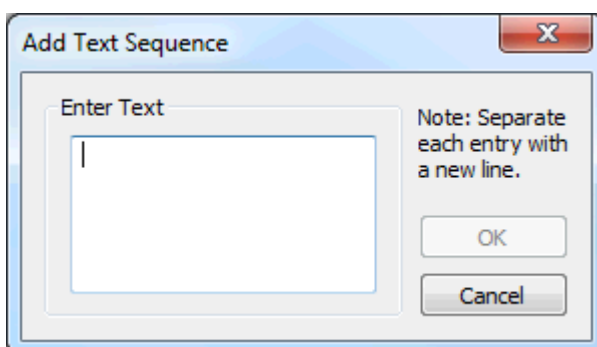 Add Text Sequence
Enter Text
Note: Separate
each entry with
a new line.
OK
Cancel